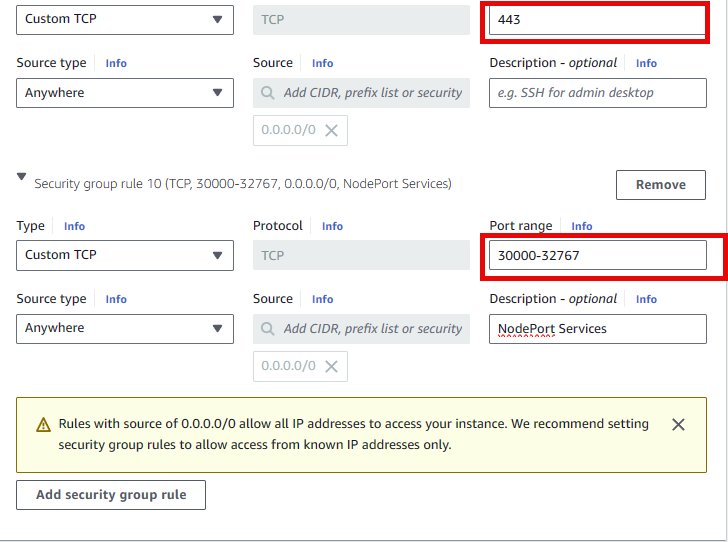 Custom TCP TCP 443
Source type Info Source Info Description - optional Info
Anywhere Add CIDR, prefix list or security e.g. SSH for admin desktop
0.0.0.0/0
Security group rule 10 (TCP, 30000-32767, 0.0.0.0/0, NodePort Services) Remove
Type Info Protocol Info Port range Info
Custom TCP TCP 30000-32767
Source type Info Source Info Description - optional Info
Anywhere Add CIDR, prefix list or security NodePort Services
0.0.0.0/0
Rules with source of 0.0.0.0/0 allow all IP addresses to access your instance. We recommend setting
security group rules to allow access from known IP addresses only.
Add security group rule